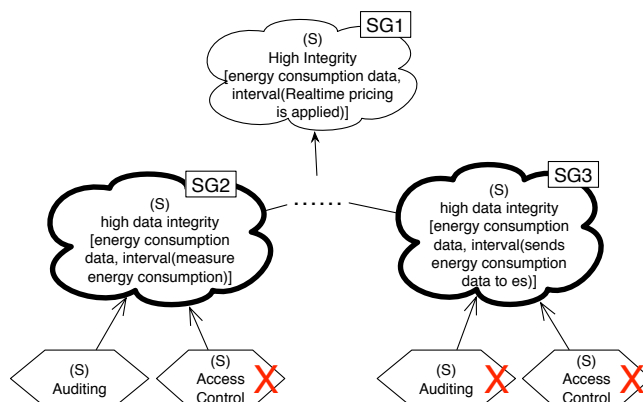 SG1
(S)
High Integrity
[energy consumption data,
interval(Realtime pricing
is applied)]
SG2
(S)
high data integrity
[energy consumption
data, interval(measure
energy consumption)]
......
SG3
(S)
high data integrity
[energy consumption
data, interval(sends
energy consumption
data to es)]
(S)
Auditing
(S)
Access
Control
X
(S)
Auditing
X
(S)
Access
Control
X